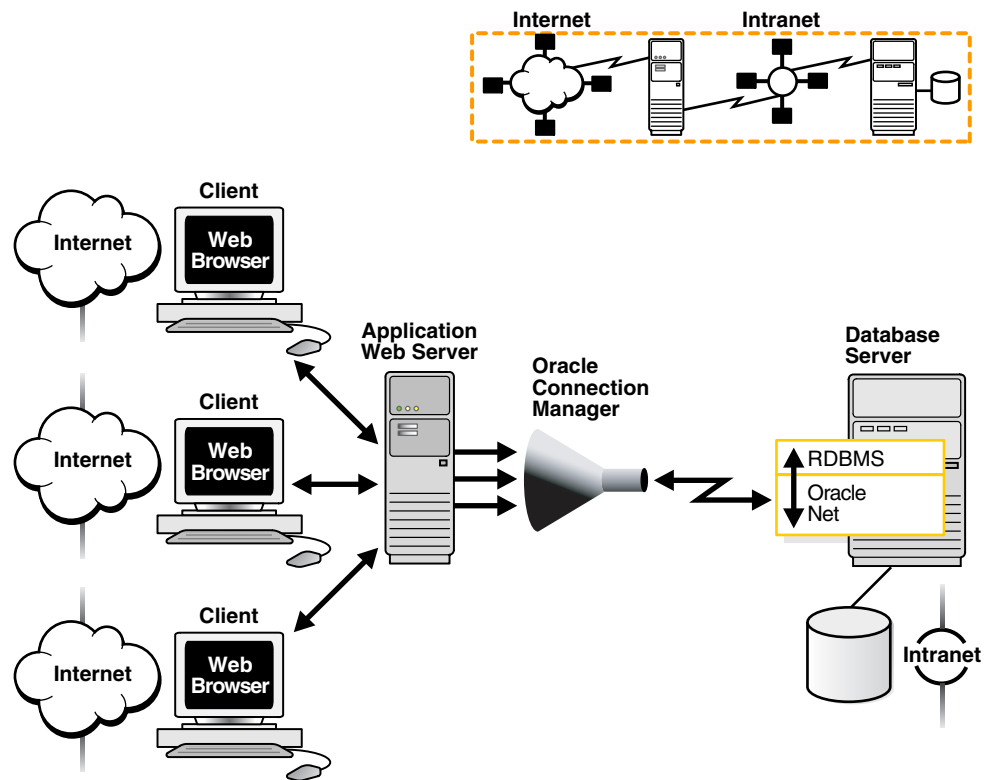 Internet
Intranet
Client
Internet
Web
Browser
Application
Web Server
Oracle
Connection
Manager
Database
Server
Client
Internet
Web
Browser
RDBMS
Oracle
Net
Client
Internet
Web
Browser
Intranet